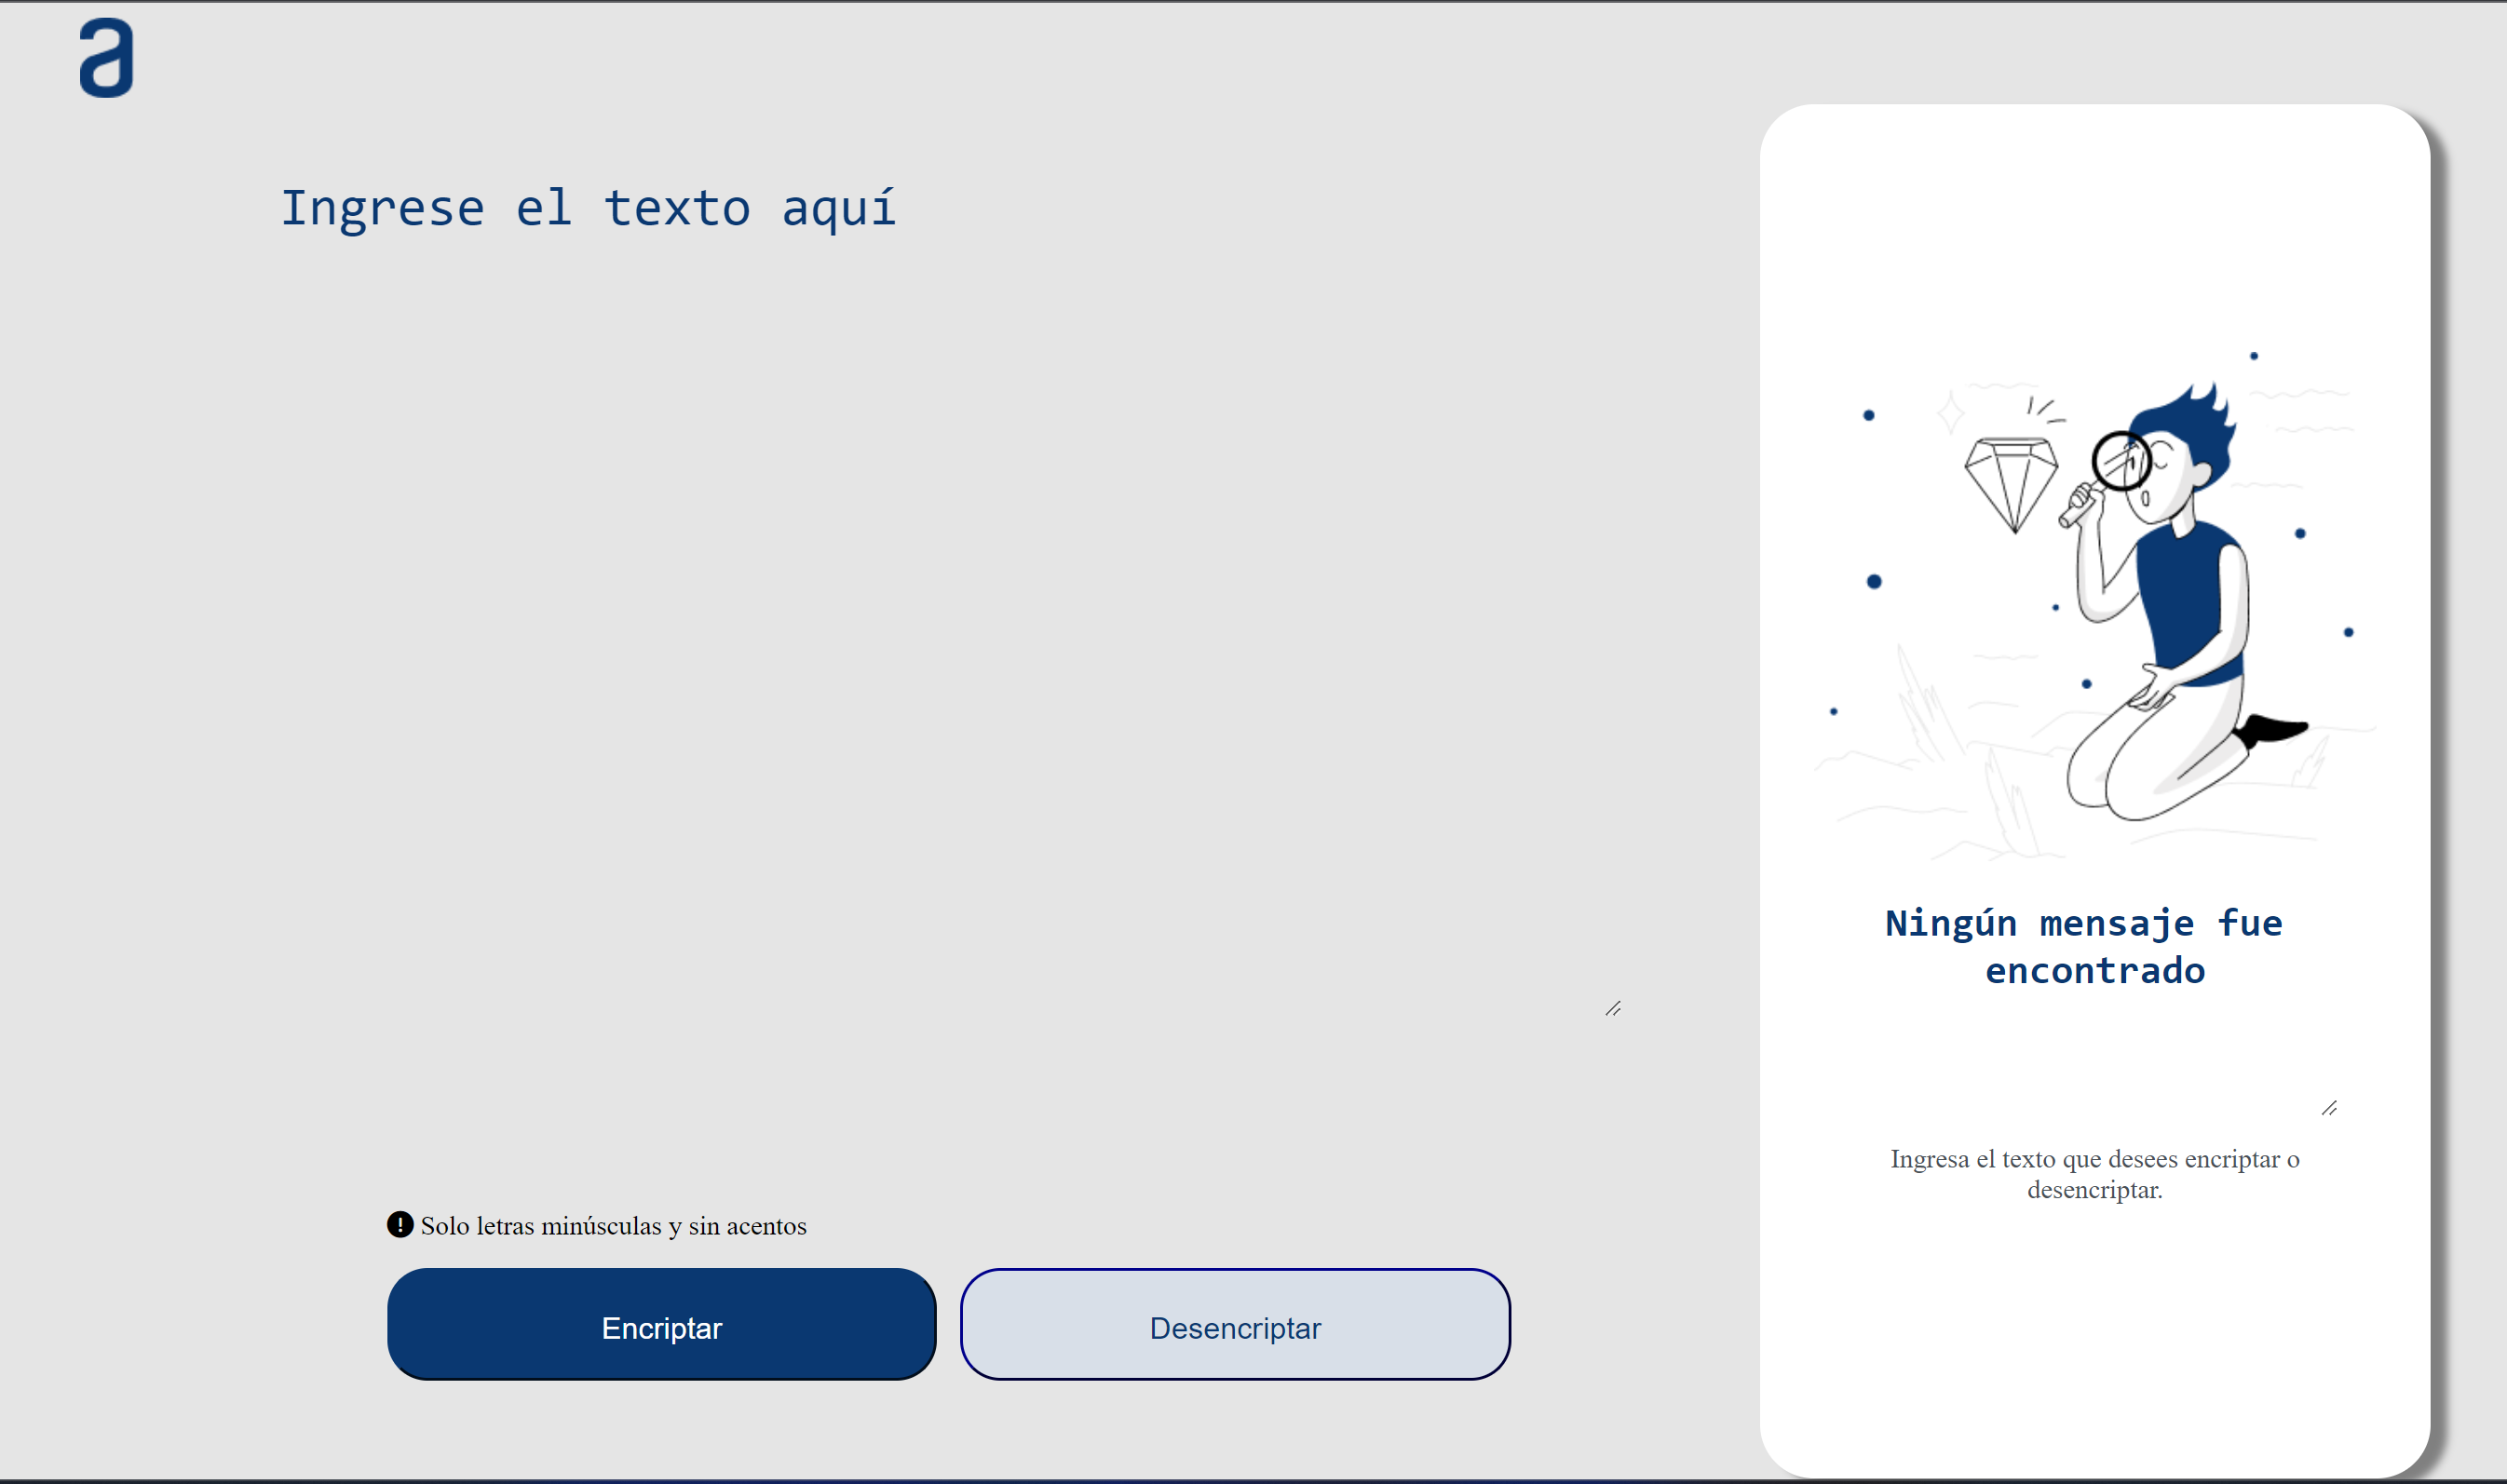 a
Ingrese el texto aquí
Ningún mensaje fue
encontrado
Ingresa el texto que desees encriptar o
desencriptar.
Solo letras minúsculas y sin acentos
Encriptar
Desencriptar